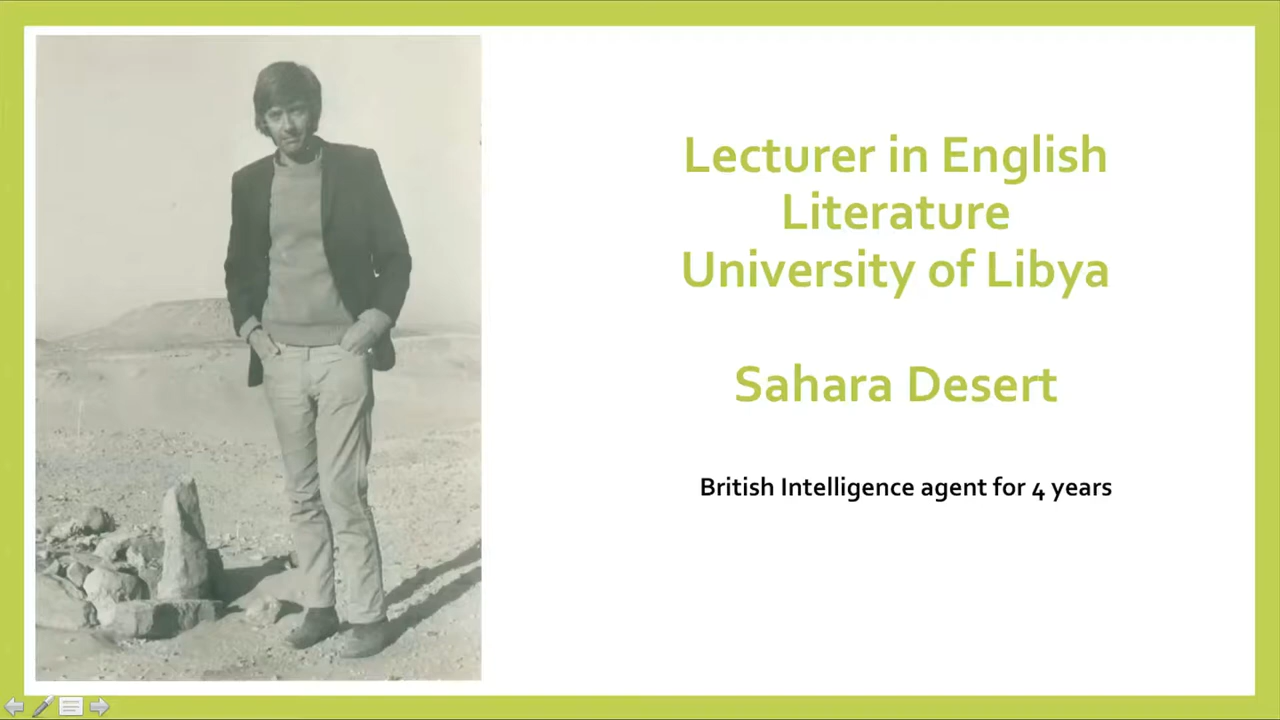 Lecturer in English
Literature
University of Libya
Sahara Desert
British Intelligence agent for 4 years